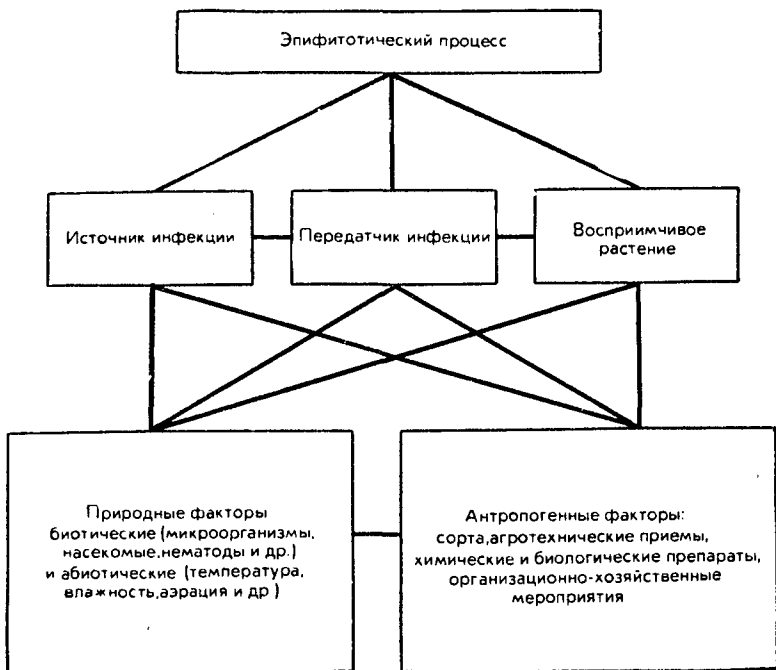 Эпифитотический процесс
Источник инфекции
Передатчик инфекции
Восприимчивое
растение
Природные факторы
биотические (микроорганизмы,
насекомые,нематоды и др.)
и абиотические (температура,
влажность,аэрация и др )
Антропогенные факторы:
сорта,агротехнические приемы,
химические и биологические препараты,
организационно-хозяйственные
мероприятия